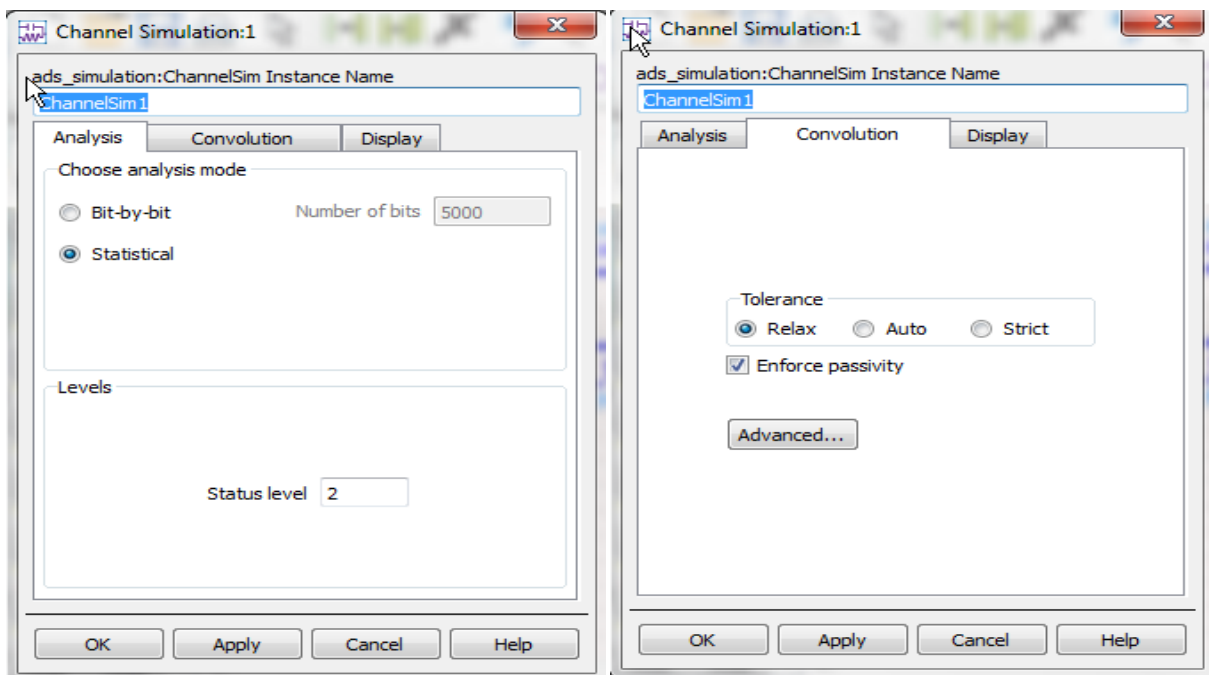 Channel Simulation:1
ads_simulation:ChannelSim Instance Name
ChannelSim1
Analysis Convolution Display
Choose analysis mode
Bit-by-bit Number of bits 5000
Statistical
Levels
Status level 2
OK Apply Cancel Help
Channel Simulation:1
ads_simulation:ChannelSim Instance Name
ChannelSim1
Analysis Convolution Display
Tolerance
Relax Auto Strict
Enforce passivity
Advanced...
OK Apply Cancel Help